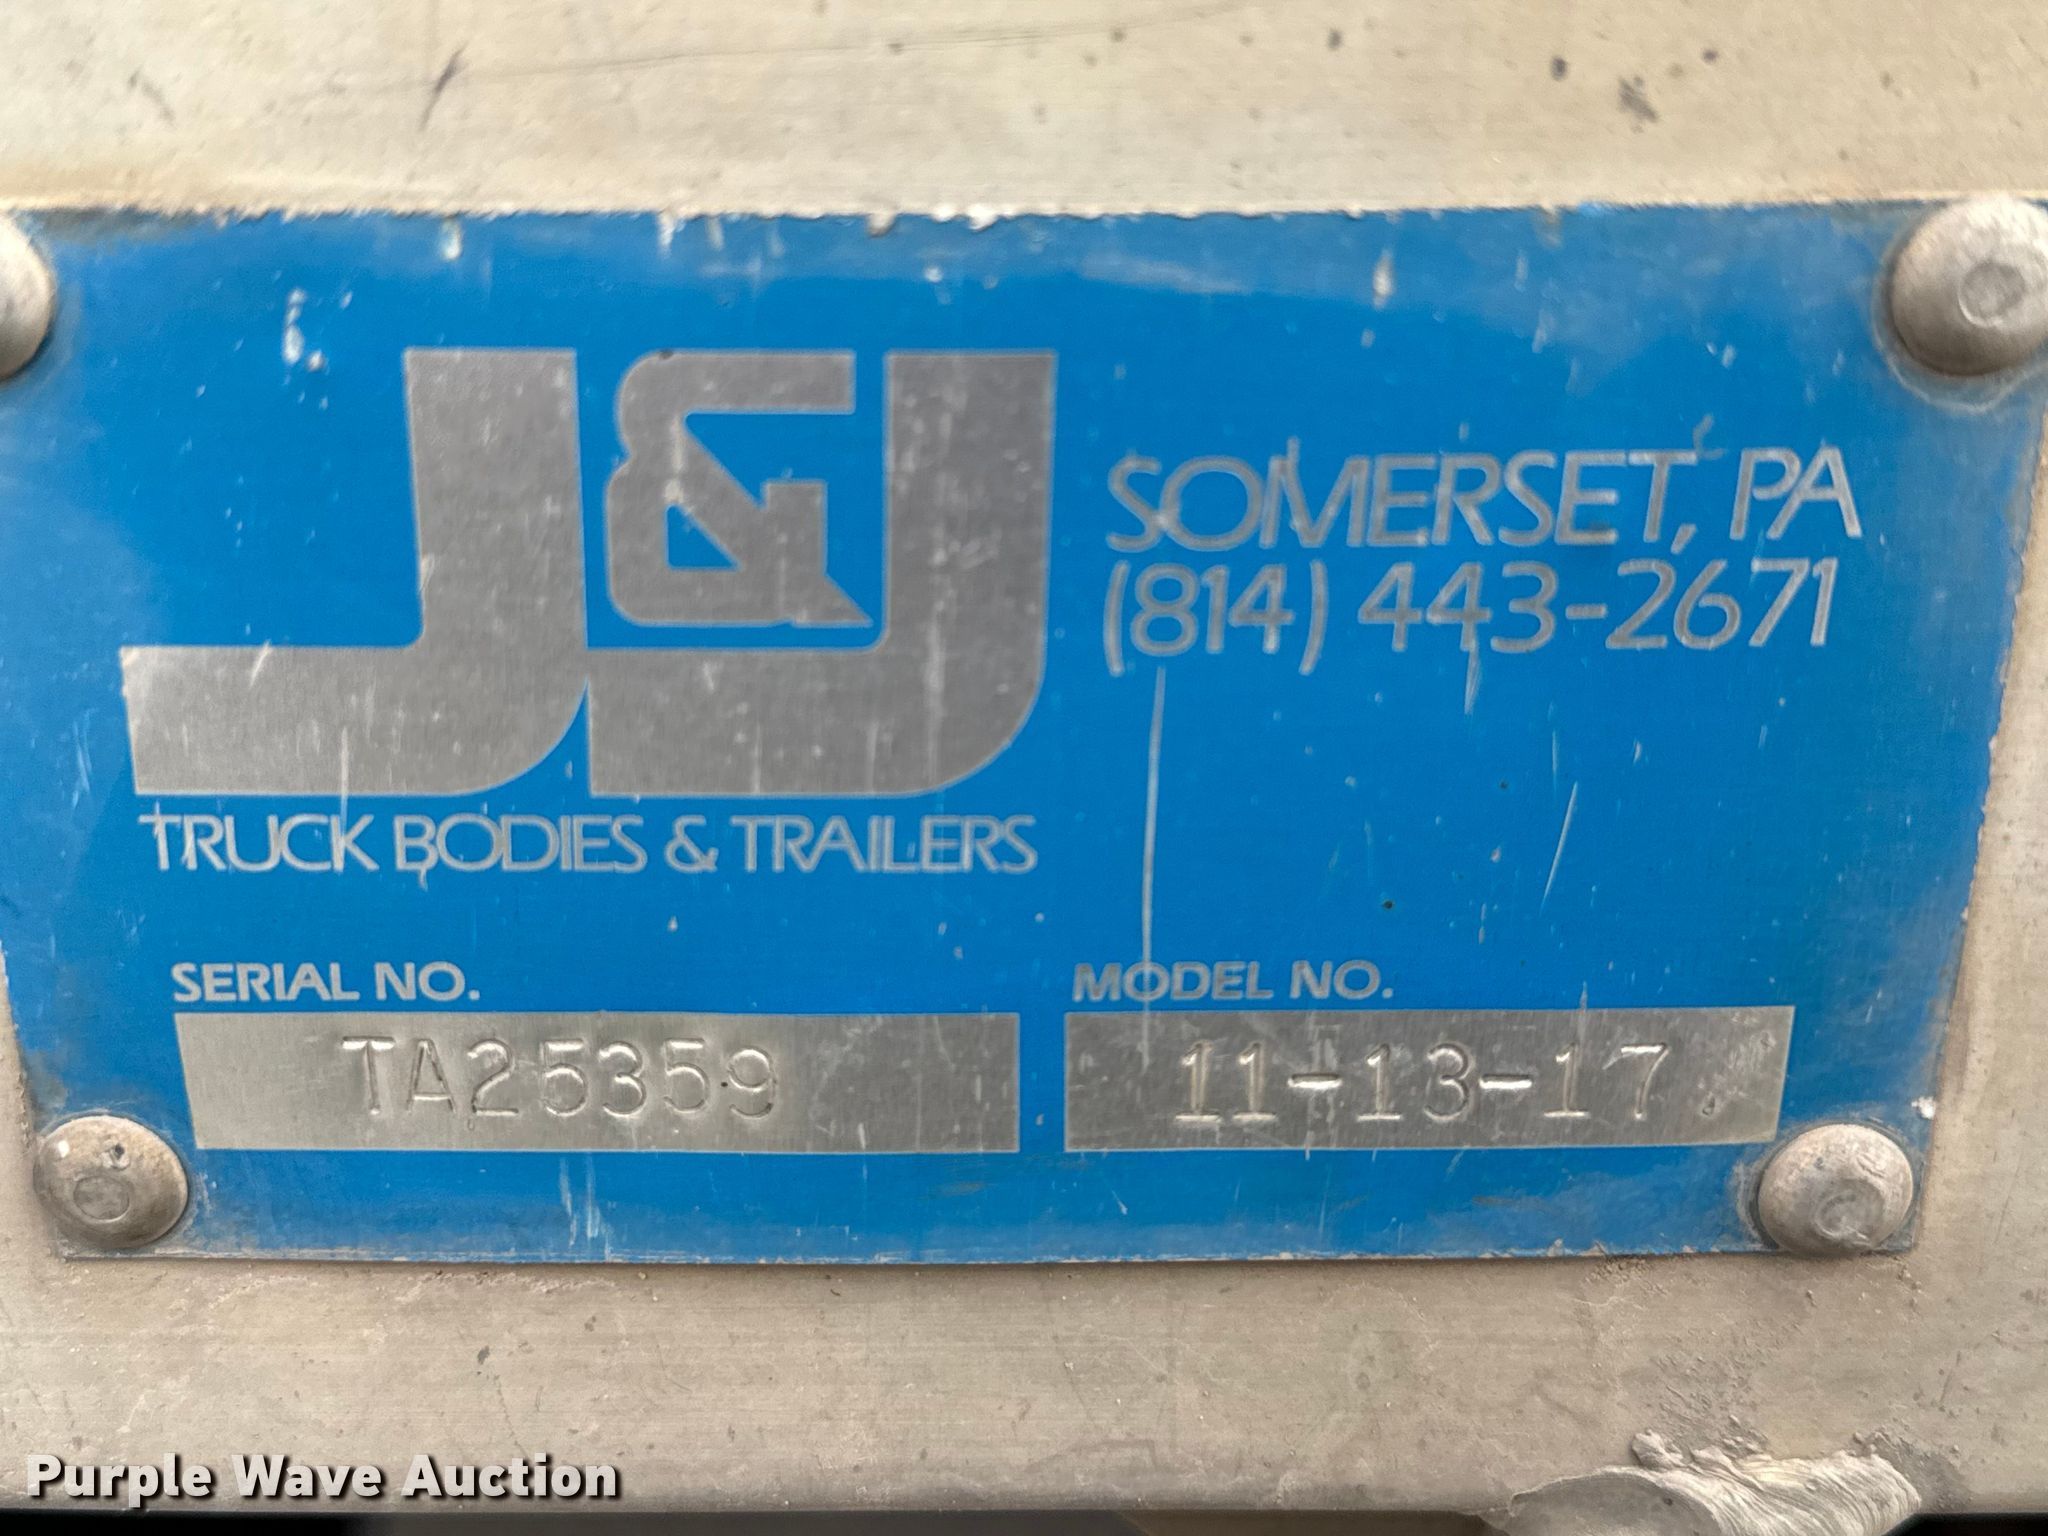 J&J
SOMERSET, PA
(814) 443-2671
TRUCK BODIES & TRAILERS
SERIAL NO.
MODEL NO.
TA25359
11-13-17
Purple Wave Auction